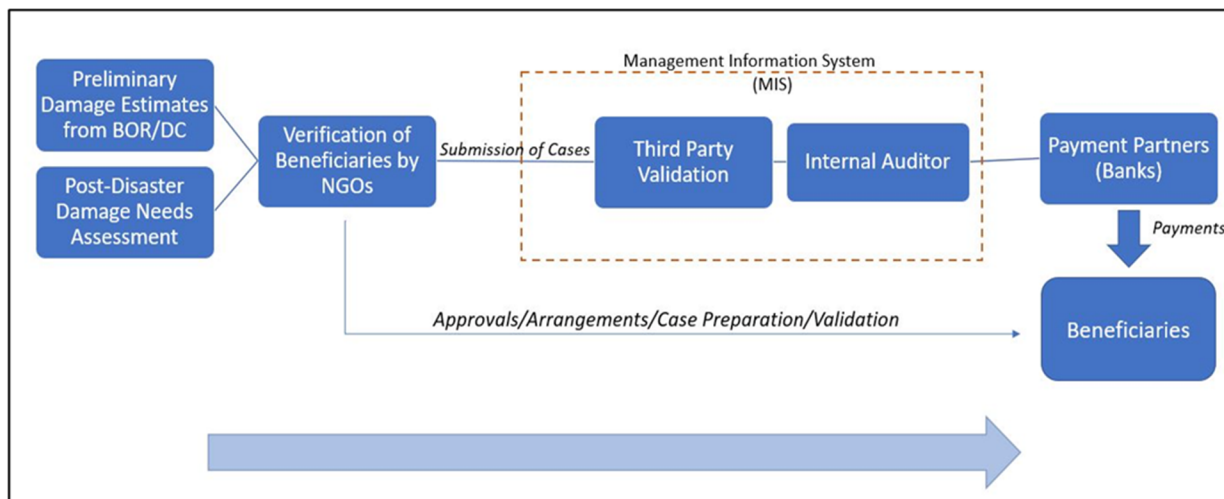 Management Information System
(MIS)
Preliminary
Damage Estimates
from BOR/DC
Post-Disaster
Damage Needs
Assessment
Verification of
Beneficiaries by
NGOs
Submission of Cases
Third Party
Validation
Internal Auditor
Payment Partners
(Banks)
Payments
Approvals/Arrangements/Case Preparation/Validation
Beneficiaries